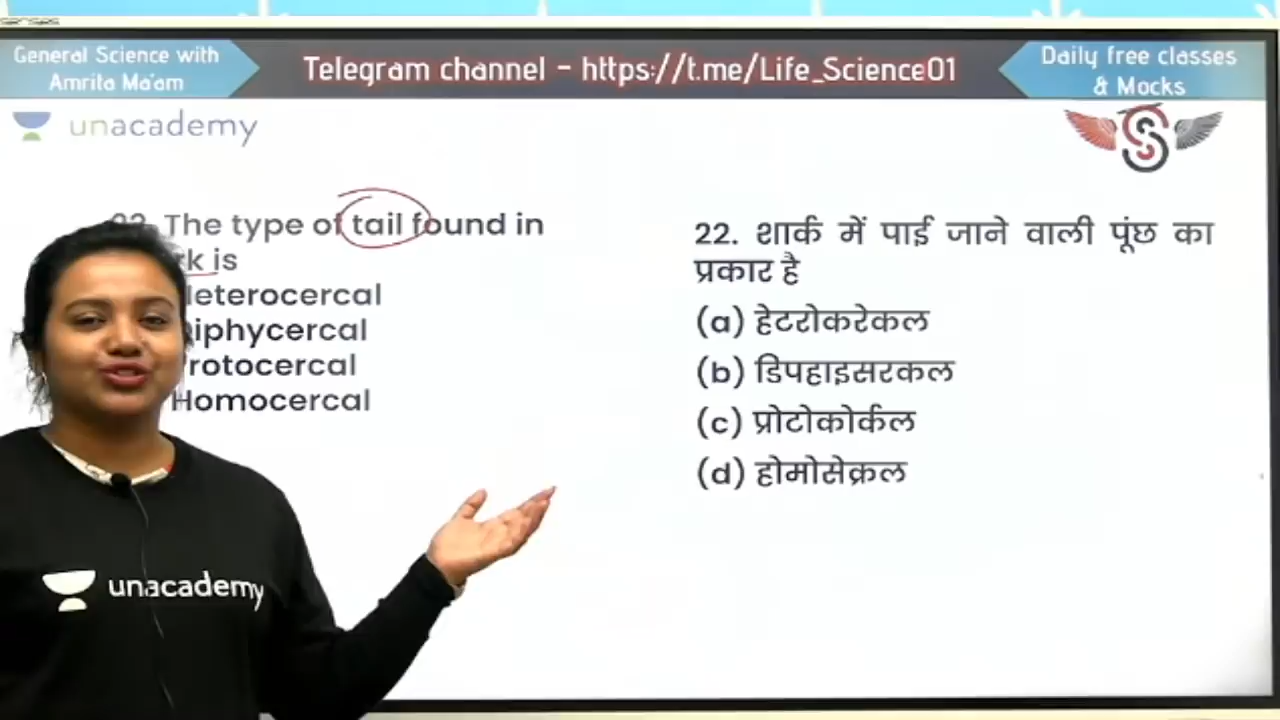 General Science with
Amrita Ma'am
Telegram channel - https://t.me/Life_Science01
Daily free classes
& Mocks
unacademy
The type of tail found in
rk is
Heterocercal
iphycercal
rotocercal
Homocercal
22. शार्क में पाई जाने वाली पूंछ का
प्रकार है
(a) हेटरोकरेकल
(b) डिपहाइसरकल
(c) प्रोटोकोर्कल
(d) होमोसेक्रल
unacademy